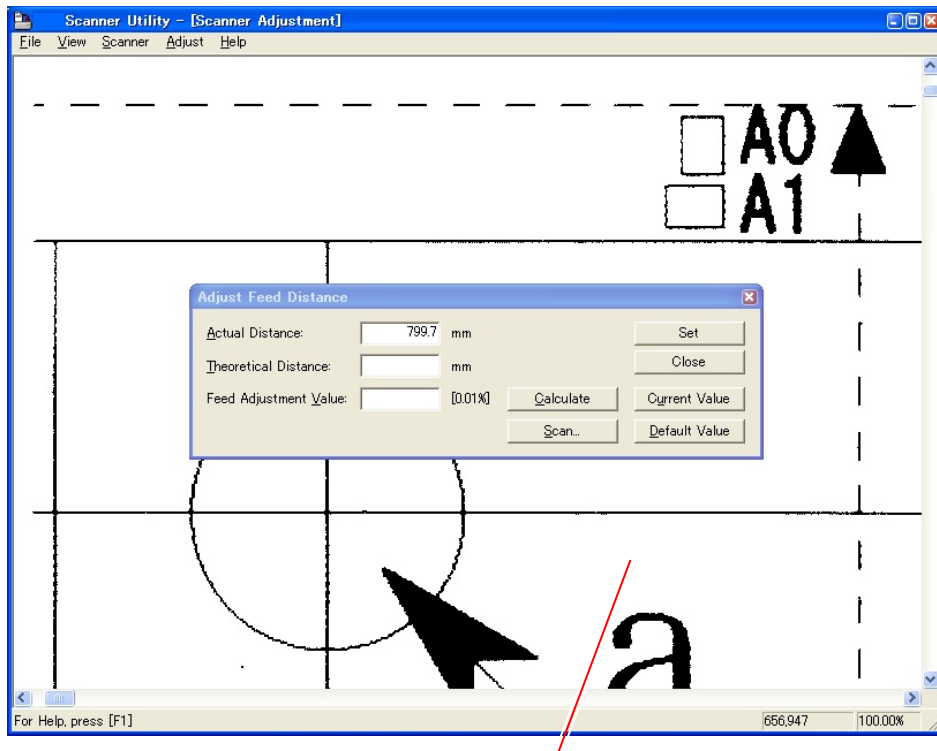 Scanner Utility - [Scanner Adjustment]
File View Scanner Adjust Help
A0
A1
Adjust Feed Distance
Actual Distance: 799.7 mm Set
Theoretical Distance: mm Close
Feed Adjustment Value: [0.01%] Calculate Current Value
Scan... Default Value
a
For Help, press [F1] 656,947 100.00%